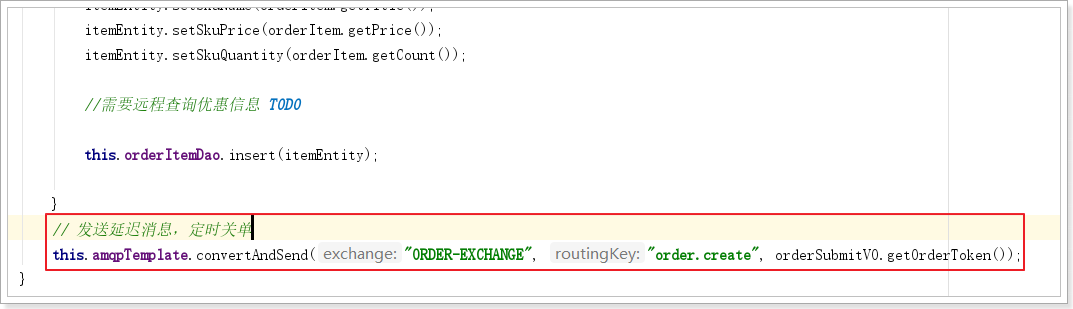 itemEntity.setSkuPrice(orderItem.getPrice());
itemEntity.setSkuQuantity(orderItem.getCount());
//需要远程查询优惠信息 TODO
this.orderItemDao.insert(itemEntity);
}
// 发送延迟消息，定时关单
this.amqpTemplate.convertAndSend( exchange: "ORDER-EXCHANGE", routingKey: "order.create", orderSubmitVO.getOrderToken());
}